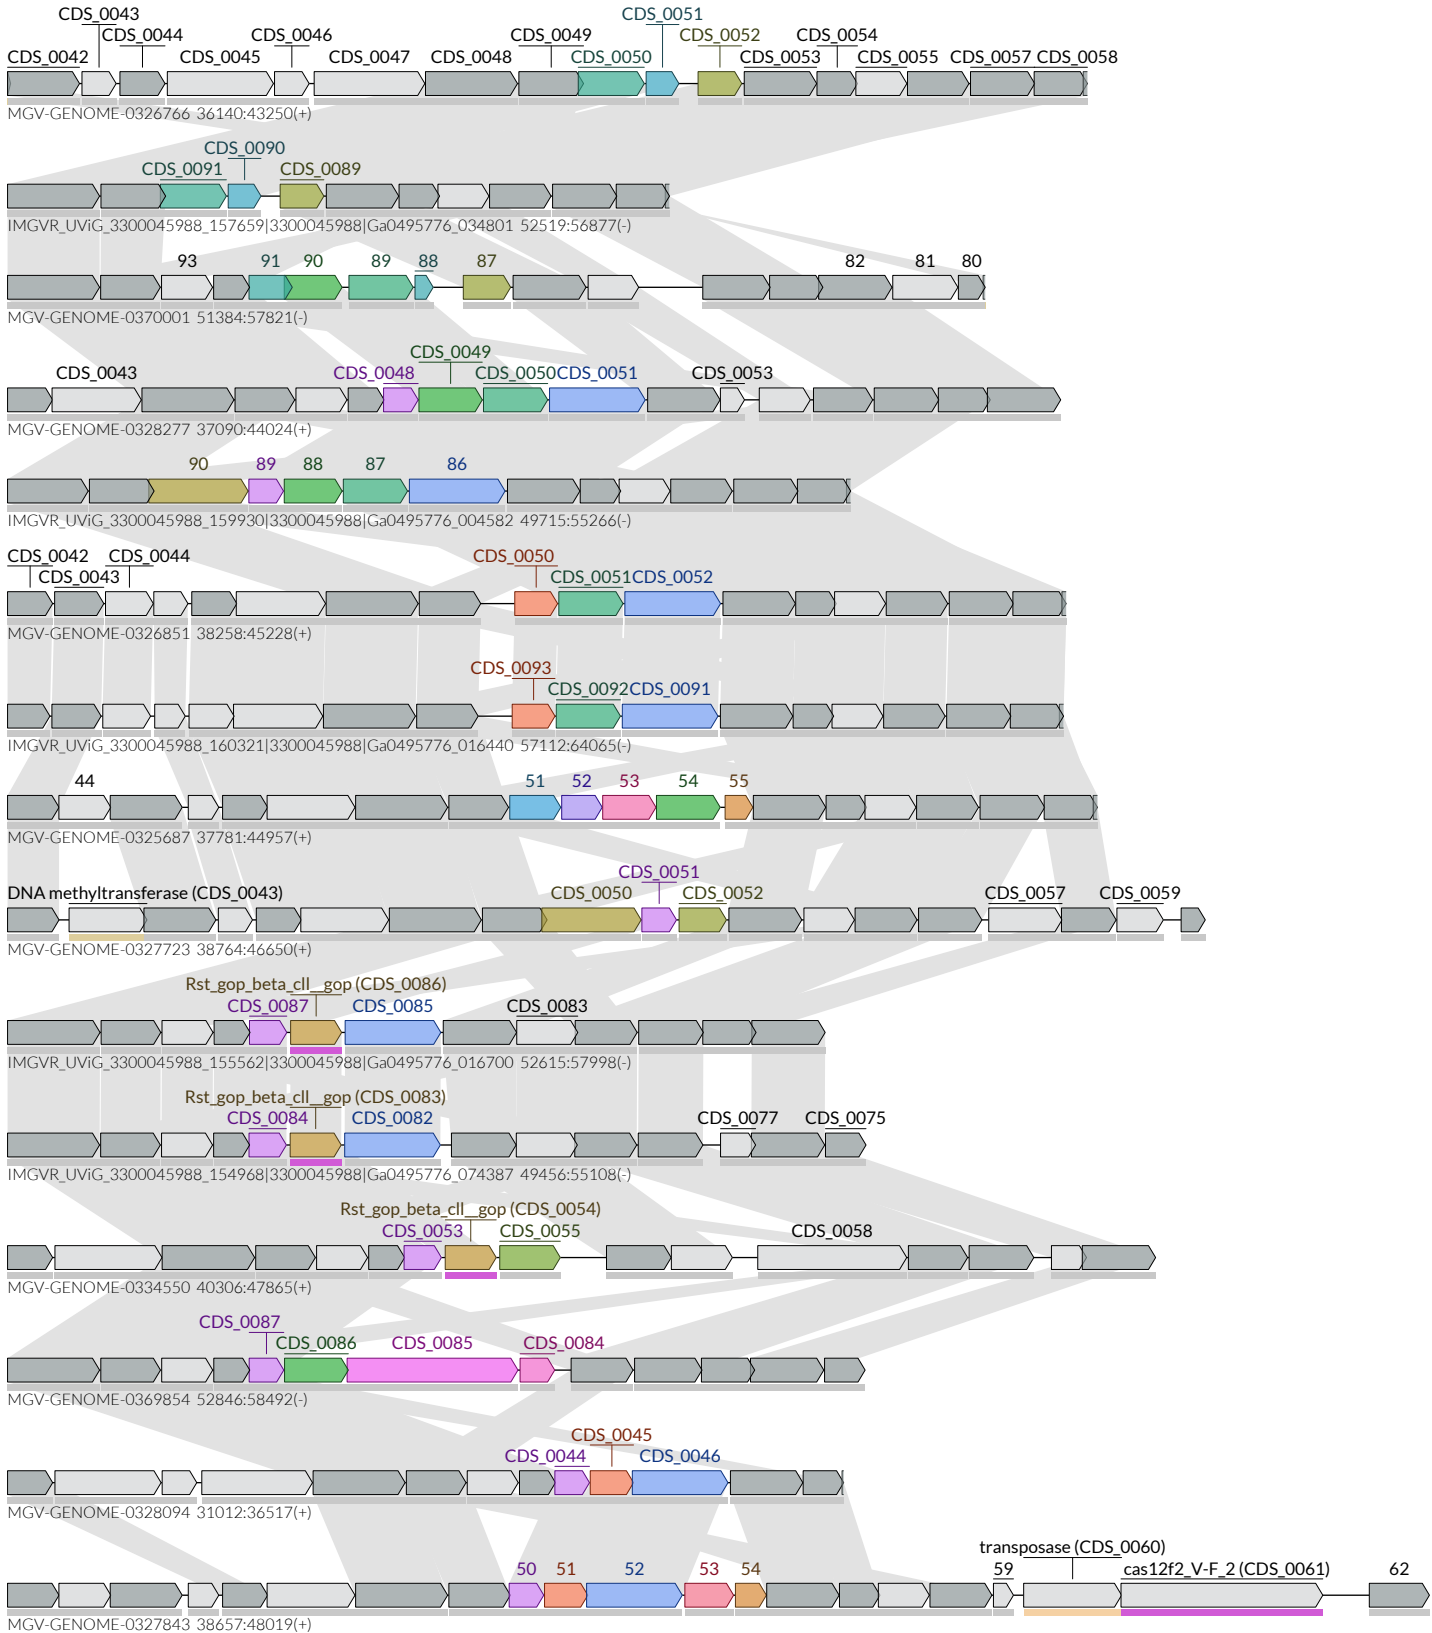 CDS_0043 CDS_0051
CDS_0044 CDS_0046 CDS_0049 CDS_0052 CDS_0054
CDS_0042 CDS_0045 CDS_0047 CDS_0048 CDS_0050 CDS_0053 CDS_0055 CDS_0057 CDS_0058
MGV-GENOME-0326766 36140:43250(+)
CDS_0090
CDS_0091 CDS_0089
IMGVR_UViG_3300045988_157659|3300045988|Ga0495776_034801 52519:56877(-)
93 91 90 89 88 87 82 81 80
MGV-GENOME-0370001 51384:57821(-)
CDS_0049
CDS_0043 CDS_0048 CDS_0050 CDS_0051 CDS_0053
MGV-GENOME-0328277 37090:44024(+)
90 89 88 87 86
IMGVR_UViG_3300045988_159930|3300045988|Ga0495776_004582 49715:55266(-)
CDS_0042 CDS_0044 CDS_0050
CDS_0043 CDS_0051 CDS_0052
MGV-GENOME-0326851 38258:45228(+)
CDS_0093
CDS_0092 CDS_0091
IMGVR_UViG_3300045988_160321|3300045988|Ga0495776_016440 57112:64065(-)
44 51 52 53 54 55
MGV-GENOME-0325687 37781:44957(+)
CDS_0051
DNA methyltransferase (CDS_0043) CDS_0050 CDS_0052 CDS_0057 CDS_0059
MGV-GENOME-0327723 38764:46650(+)
Rst_gop_beta_cll__gop (CDS_0086)
CDS_0087 CDS_0085 CDS_0083
IMGVR_UViG_3300045988_155562|3300045988|Ga0495776_016700 52615:57998(-)
Rst_gop_beta_cll__gop (CDS_0083)
CDS_0084 CDS_0082 CDS_0077 CDS_0075
IMGVR_UViG_3300045988_154968|3300045988|Ga0495776_074387 49456:55108(-)
Rst_gop_beta_cll__gop (CDS_0054)
CDS_0053 CDS_0055 CDS_0058
MGV-GENOME-0334550 40306:47865(+)
CDS_0087
CDS_0086 CDS_0085 CDS_0084
MGV-GENOME-0369854 52846:58492(-)
CDS_0045
CDS_0044 CDS_0046
MGV-GENOME-0328094 31012:36517(+)
transposase (CDS_0060)
50 51 52 53 54 59 cas12f2_V-F_2 (CDS_0061) 62
MGV-GENOME-0327843 38657:48019(+)